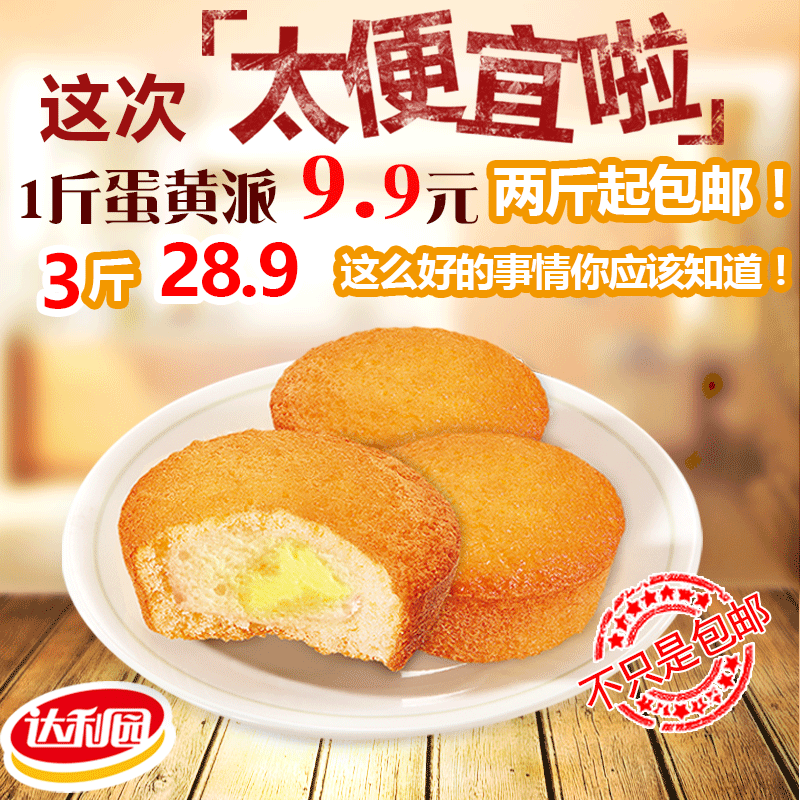 这次「太便宜啦」
1斤蛋黄派 9.9元 两斤起包邮！
3斤 28.9 这么好的事情你应该知道！
不只是包邮
达利园